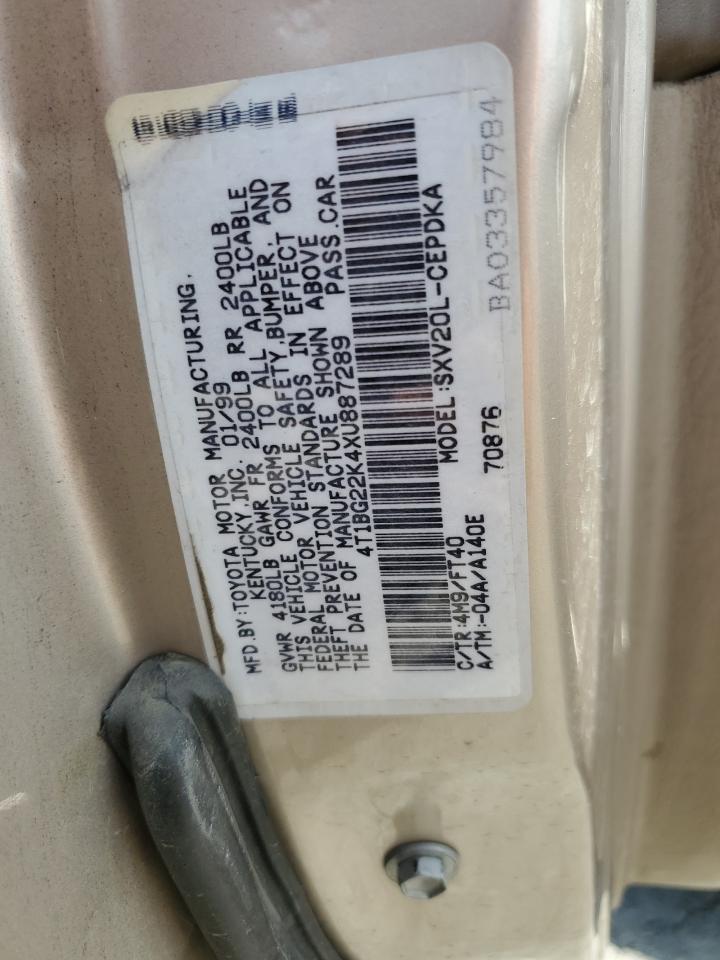 MFD.BY:TOYOTA MOTOR MANUFACTURING.
KENTUCKY,INC. 01/99
GVWR 4180LB GAWR FR 2400LB RR 2400LB
THIS VEHICLE CONFORMS TO ALL APPLICABLE
FEDERAL MOTOR VEHICLE SAFETY,BUMPER, AND
THEFT PREVENTION STANDARDS IN EFFECT ON
THE DATE OF MANUFACTURE SHOWN ABOVE
4T1BG22K4XU887289 PASS.CAR
MODEL:SXV20L-CEPDKA
C/TR:4M9/FT40
A/TM:-04A/A140E 70876
BA03357984